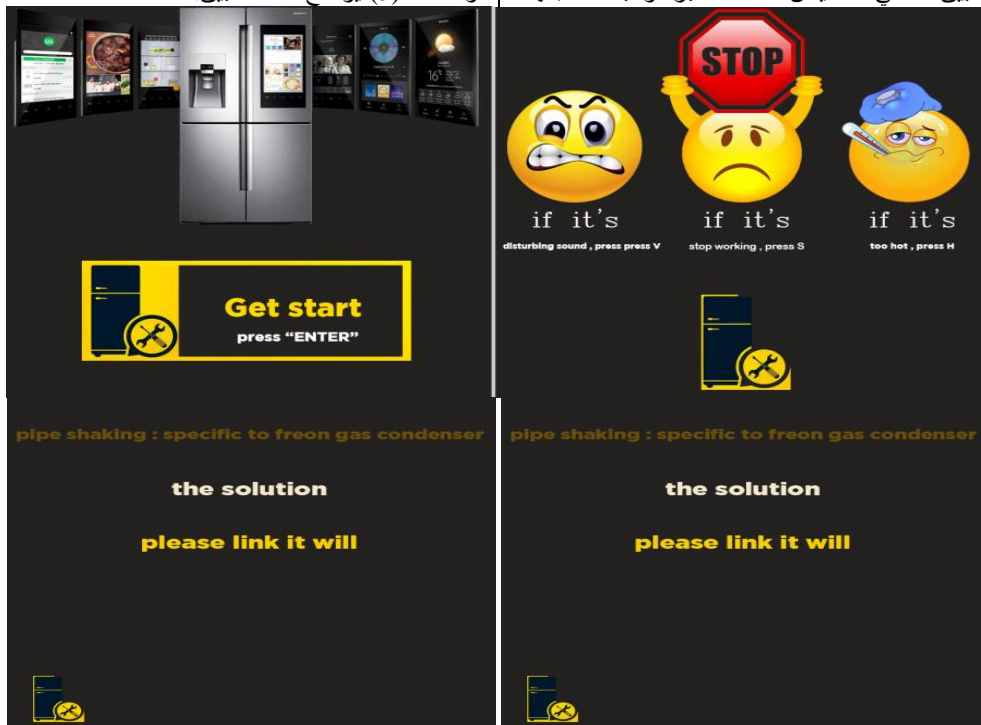 Get start
press “ENTER”
STOP
if it's
disturbing sound , press press V
if it's
stop working , press S
if it's
too hot , press H
pipe shaking : specific to freon gas condenser
the solution
please link it will
pipe shaking : specific to freon gas condenser
the solution
please link it will